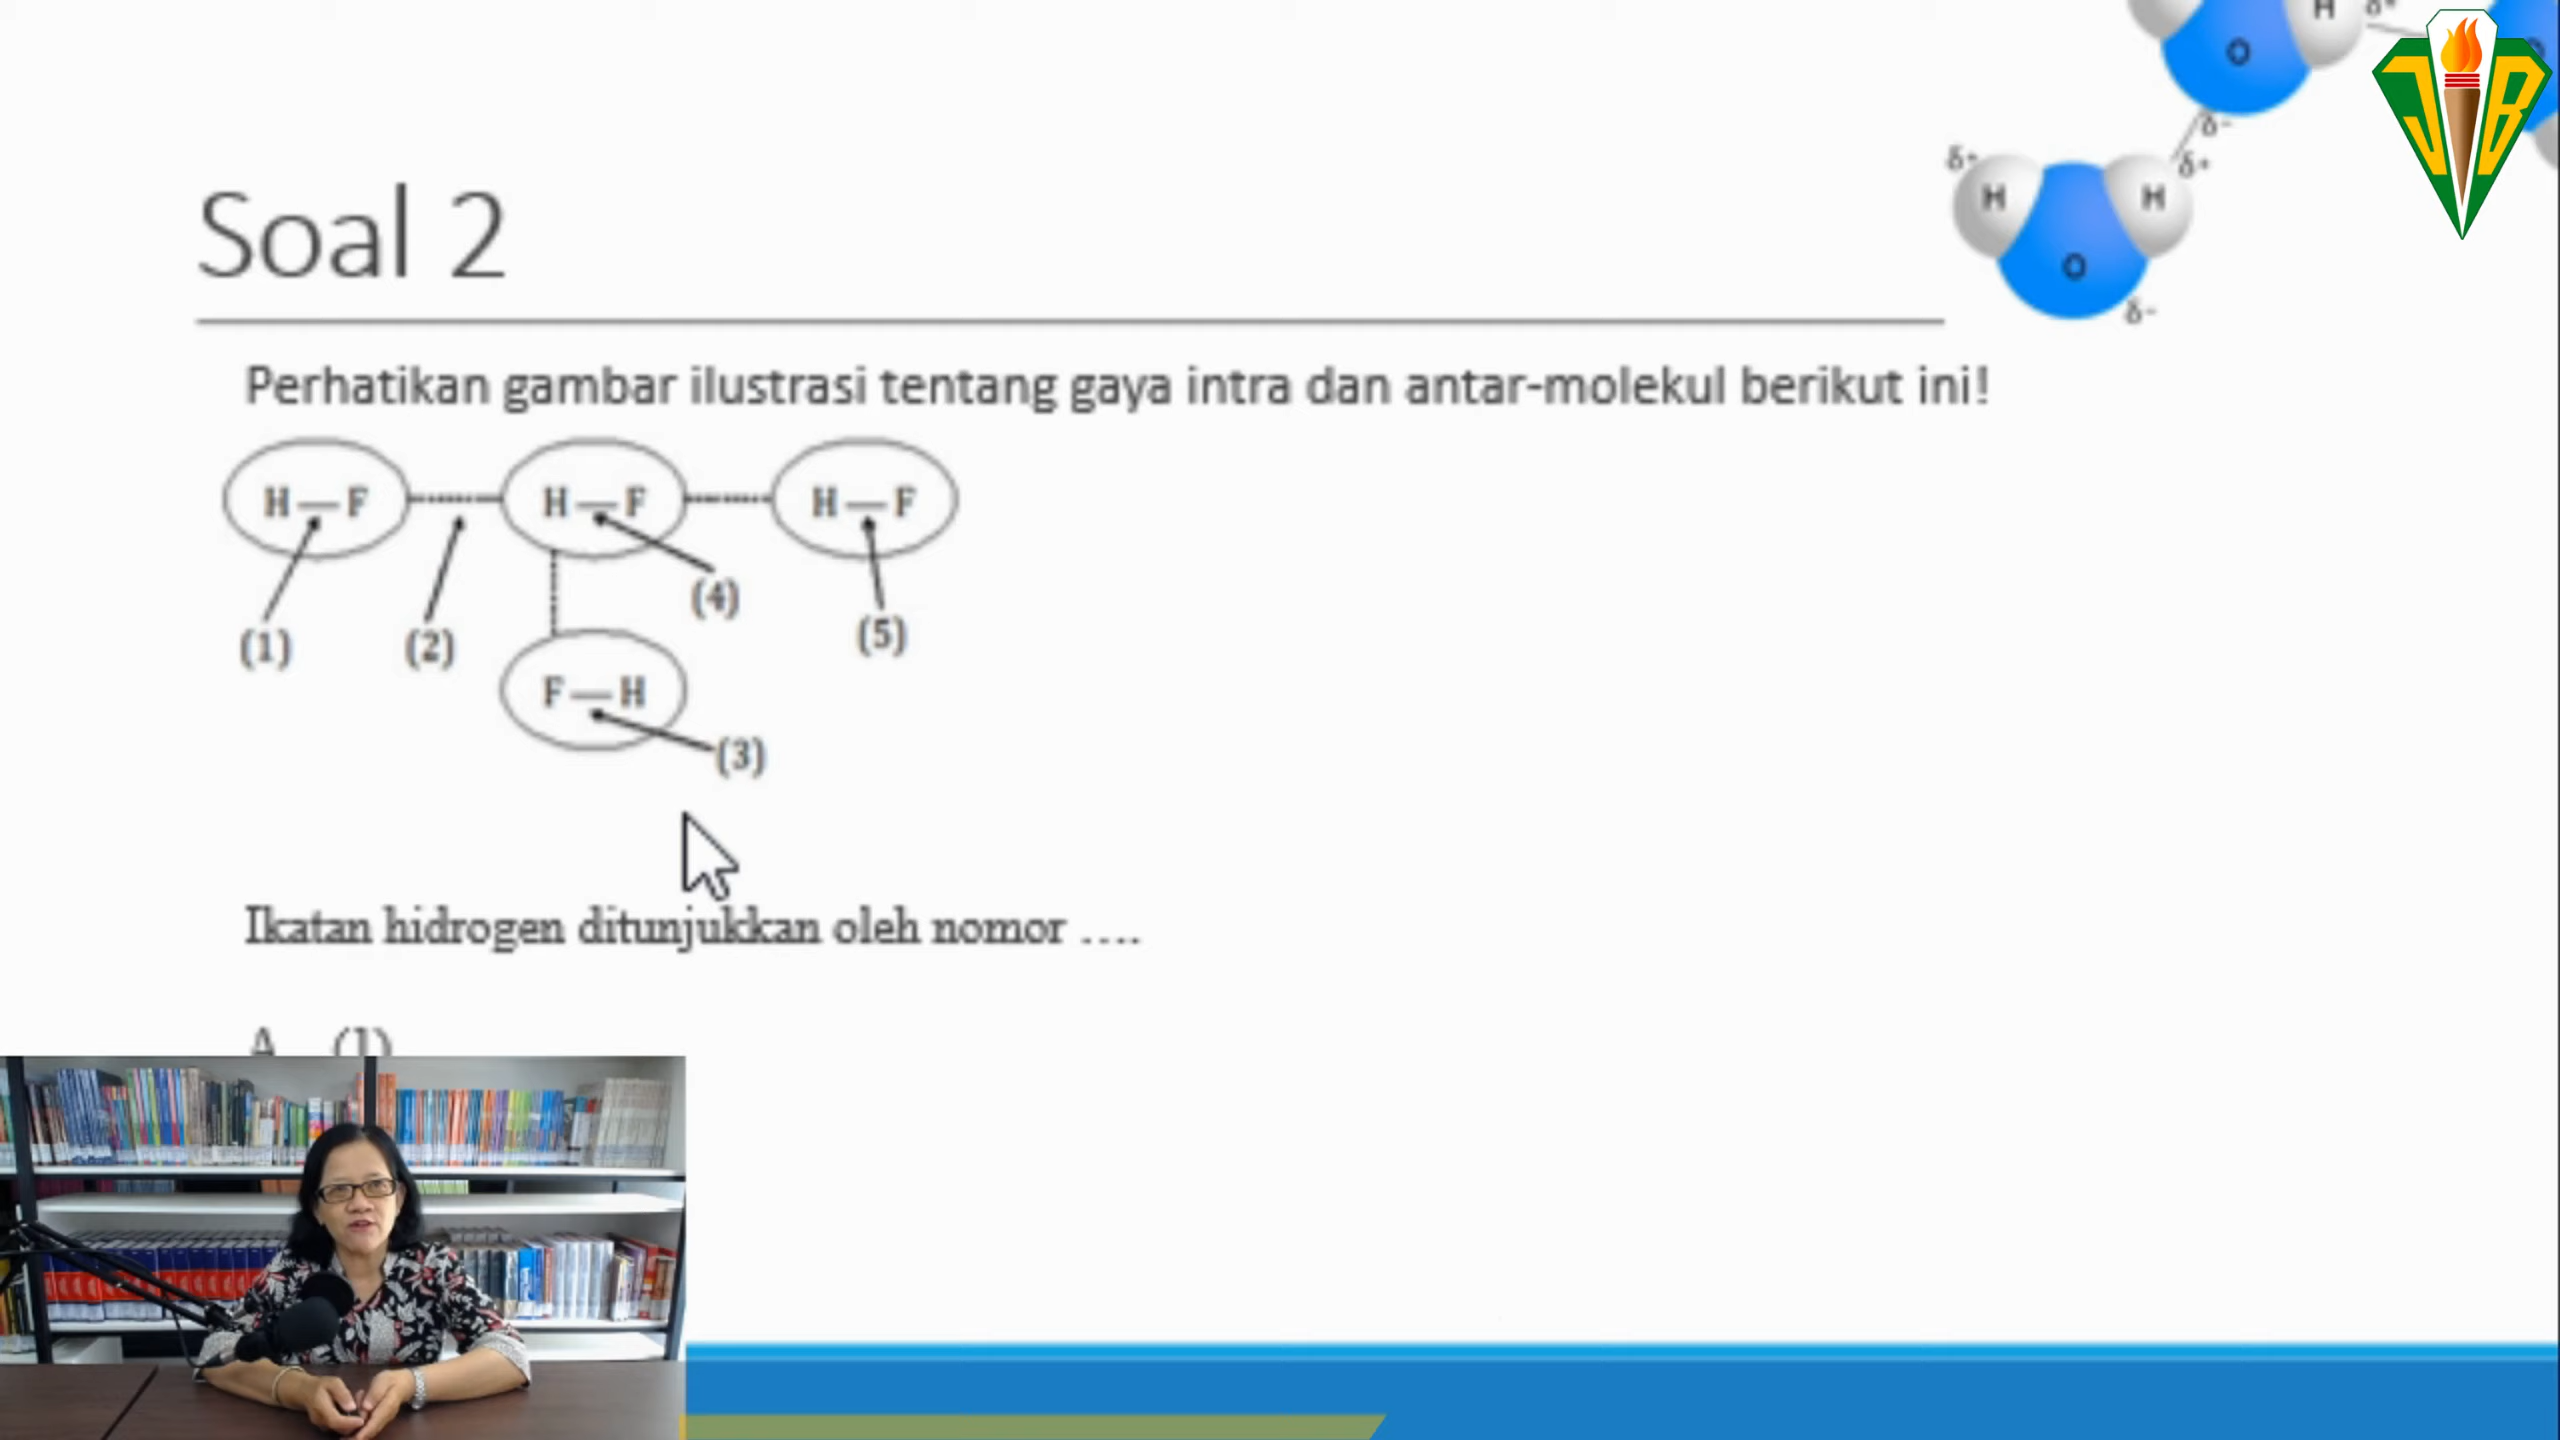 H δ+
O
δ-
δ+ δ+
H H
O
δ-
JB
Soal 2
Perhatikan gambar ilustrasi tentang gaya intra dan antar-molekul berikut ini!
H — F H — F H — F
(4)
(1) (2) (5)
F — H
(3)
Ikatan hidrogen ditunjukkan oleh nomor ....
A (1)